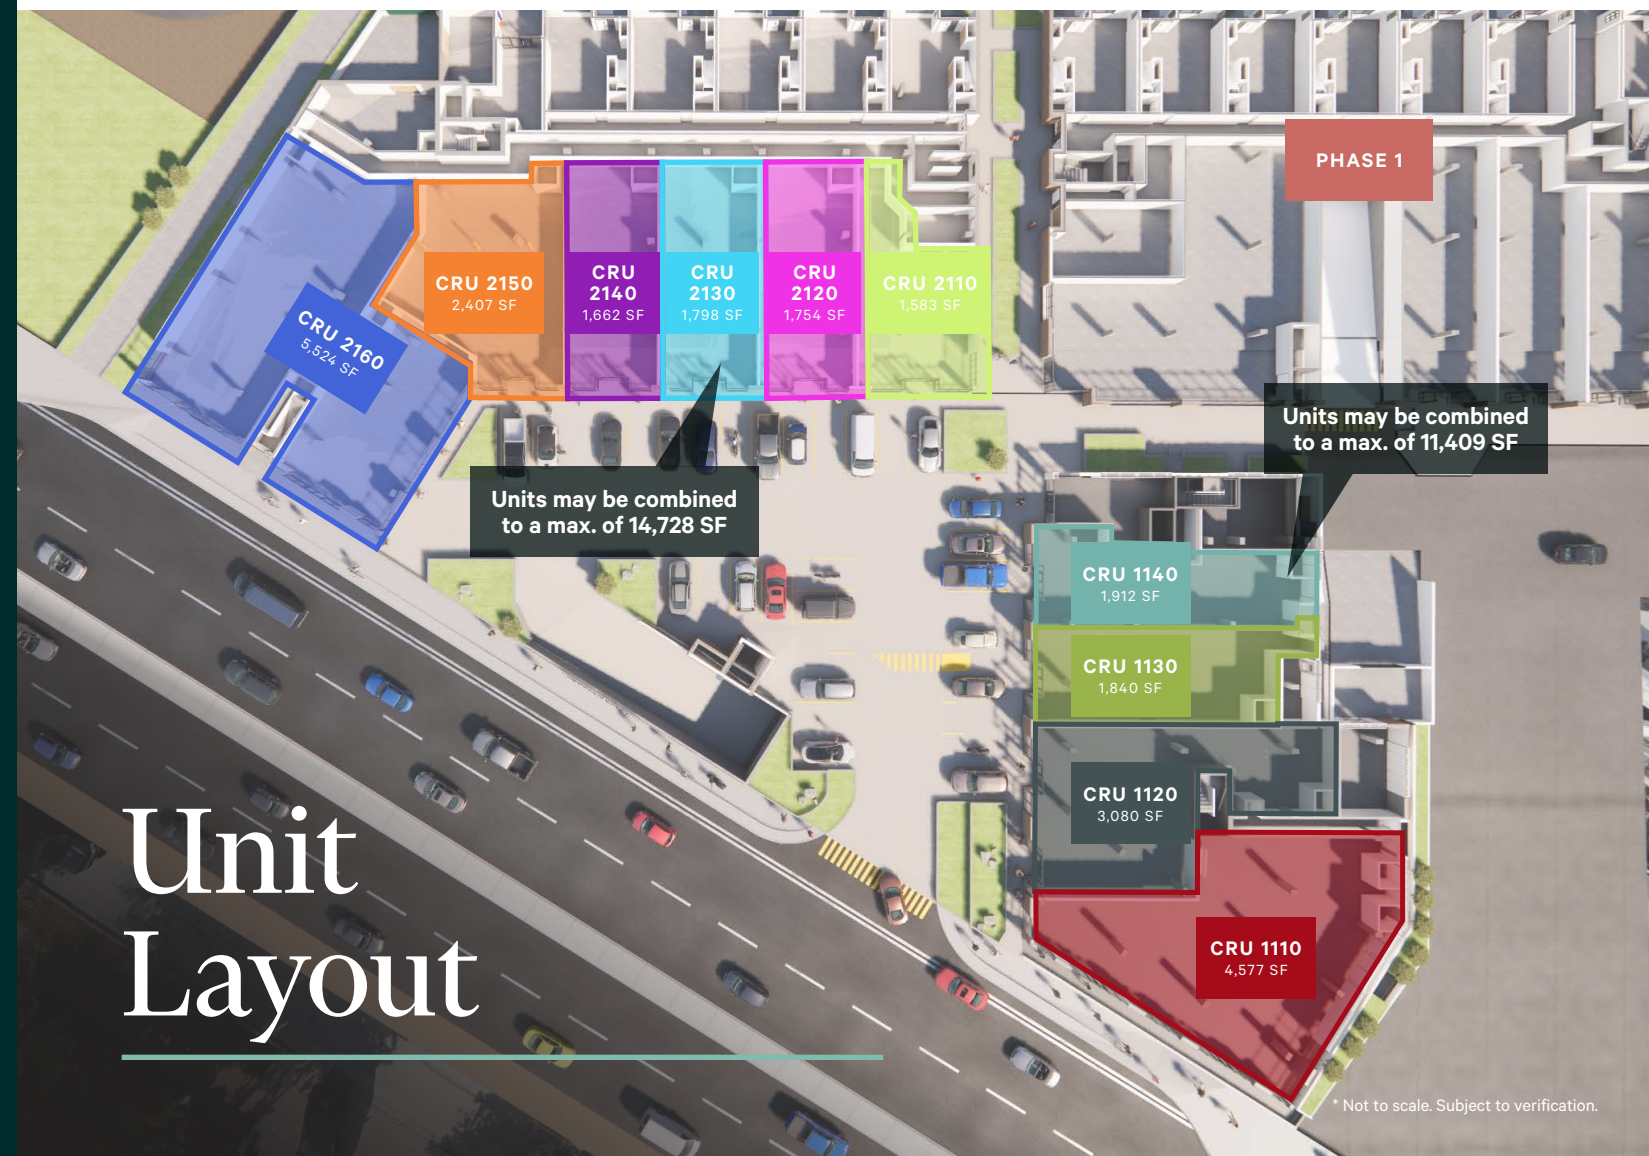 PHASE 1
CRU 2150
2,407 SF
CRU
2140
1,662 SF
CRU
2130
1,798 SF
CRU
2120
1,754 SF
CRU 2110
1,583 SF
CRU 2160
5,524 SF
Units may be combined
to a max. of 11,409 SF
Units may be combined
to a max. of 14,728 SF
CRU 1140
1,912 SF
CRU 1130
1,840 SF
CRU 1120
3,080 SF
CRU 1110
4,577 SF
Unit
Layout
* Not to scale. Subject to verification.